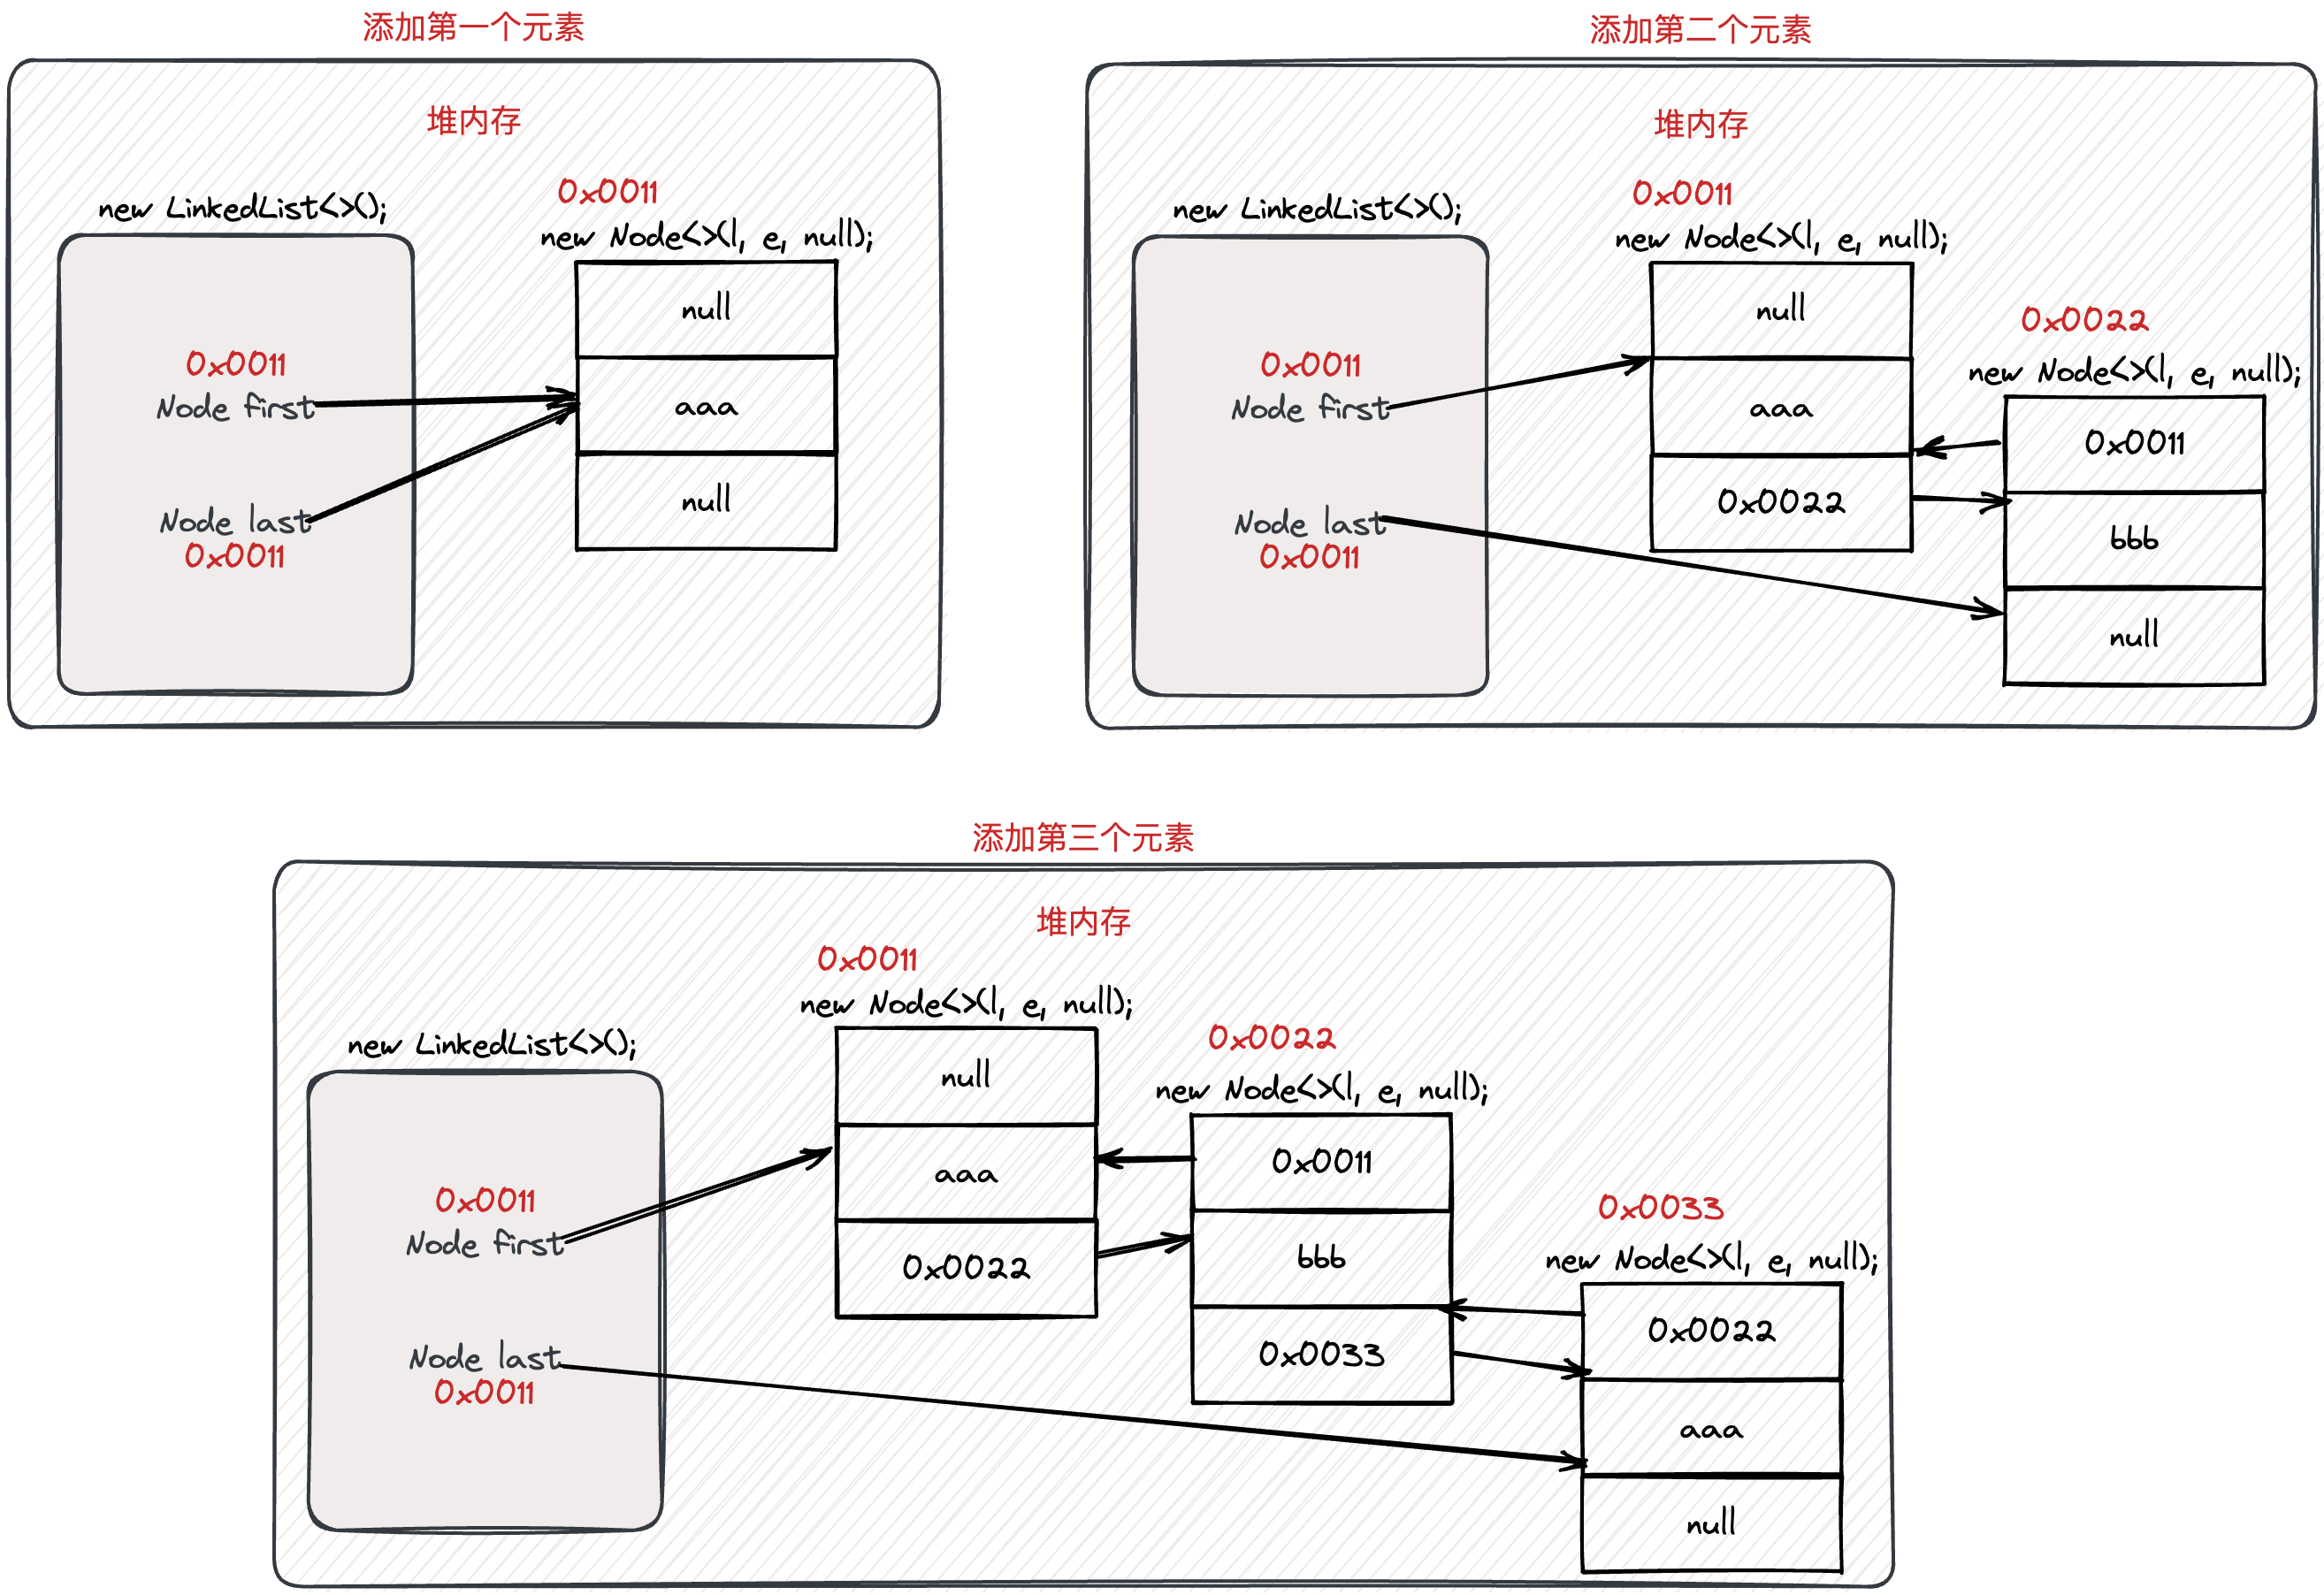 添加第一个元素
堆内存
new LinkedList<>();
0x0011
Node first
Node last
0x0011
0x0011
new Node<>(l, e, null);
null
aaa
null
添加第二个元素
堆内存
new LinkedList<>();
0x0011
Node first
Node last
0x0011
0x0011
new Node<>(l, e, null);
null
aaa
0x0022
0x0022
new Node<>(l, e, null);
0x0011
bbb
null
添加第三个元素
堆内存
new LinkedList<>();
0x0011
Node first
Node last
0x0011
0x0011
new Node<>(l, e, null);
null
aaa
0x0022
0x0022
new Node<>(l, e, null);
0x0011
bbb
0x0033
0x0033
new Node<>(l, e, null);
0x0022
aaa
null